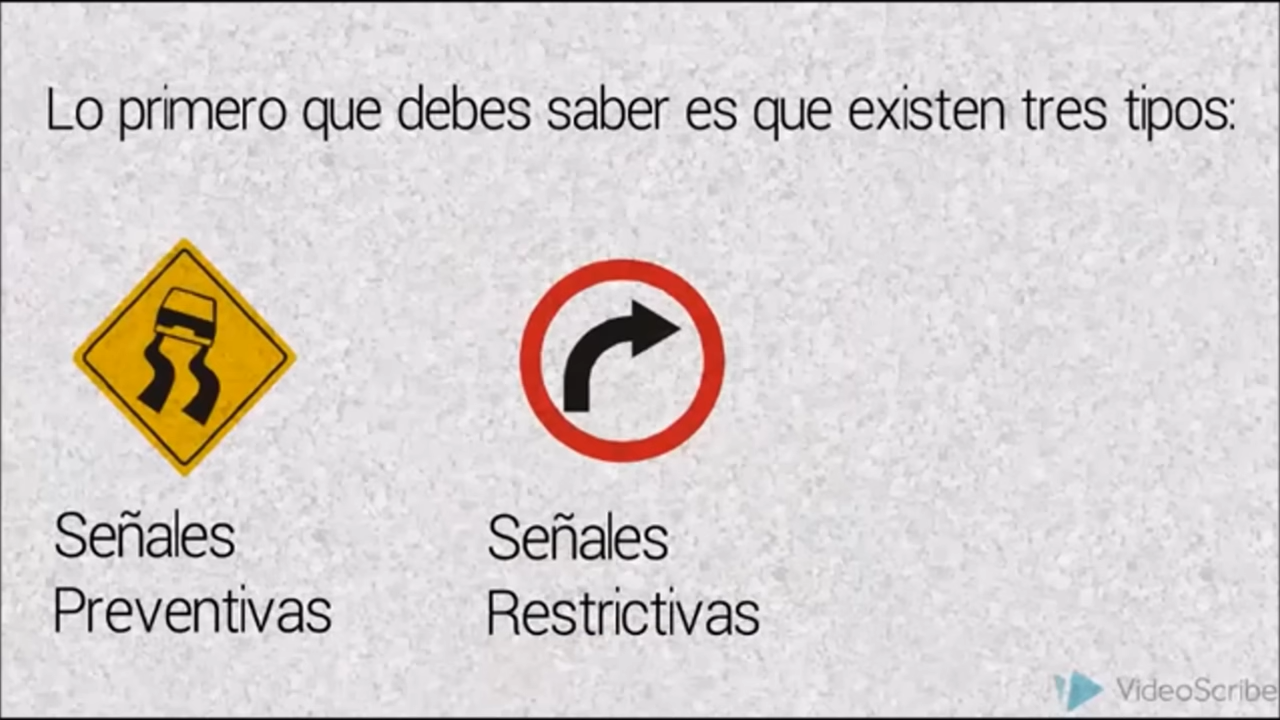 Lo primero que debes saber es que existen tres tipos:
Señales
Preventivas
Señales
Restrictivas
VideoScribe